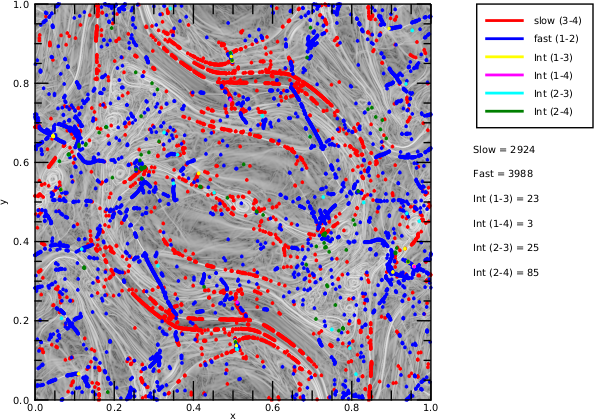 1.0
0.8
0.6
0.4
0.2
0.0
y
0.0 0.2 0.4 0.6 0.8 1.0
x
slow (3-4)
fast (1-2)
Int (1-3)
Int (1-4)
Int (2-3)
Int (2-4)
Slow = 2924
Fast = 3988
Int (1-3) = 23
Int (1-4) = 3
Int (2-3) = 25
Int (2-4) = 85